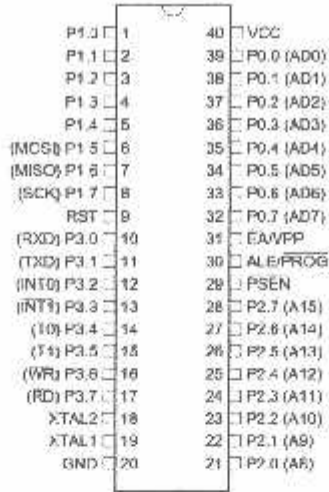 P1.0 1 40 VCC
P1.1 2 39 P0.0 (AD0)
P1.2 3 38 P0.1 (AD1)
P1.3 4 37 P0.2 (AD2)
P1.4 5 36 P0.3 (AD3)
(MOSI) P1.5 6 35 P0.4 (AD4)
(MISO) P1.6 7 34 P0.5 (AD5)
(SCK) P1.7 8 33 P0.6 (AD6)
RST 9 32 P0.7 (AD7)
(RXD) P3.0 10 31 EA/VPP
(TXD) P3.1 11 30 ALE/PROG
(INT0) P3.2 12 29 PSEN
(INT1) P3.3 13 28 P2.7 (A15)
(T0) P3.4 14 27 P2.6 (A14)
(T1) P3.5 15 26 P2.5 (A13)
(WR) P3.6 16 25 P2.4 (A12)
(RD) P3.7 17 24 P2.3 (A11)
XTAL2 18 23 P2.2 (A10)
XTAL1 19 22 P2.1 (A9)
GND 20 21 P2.0 (A8)